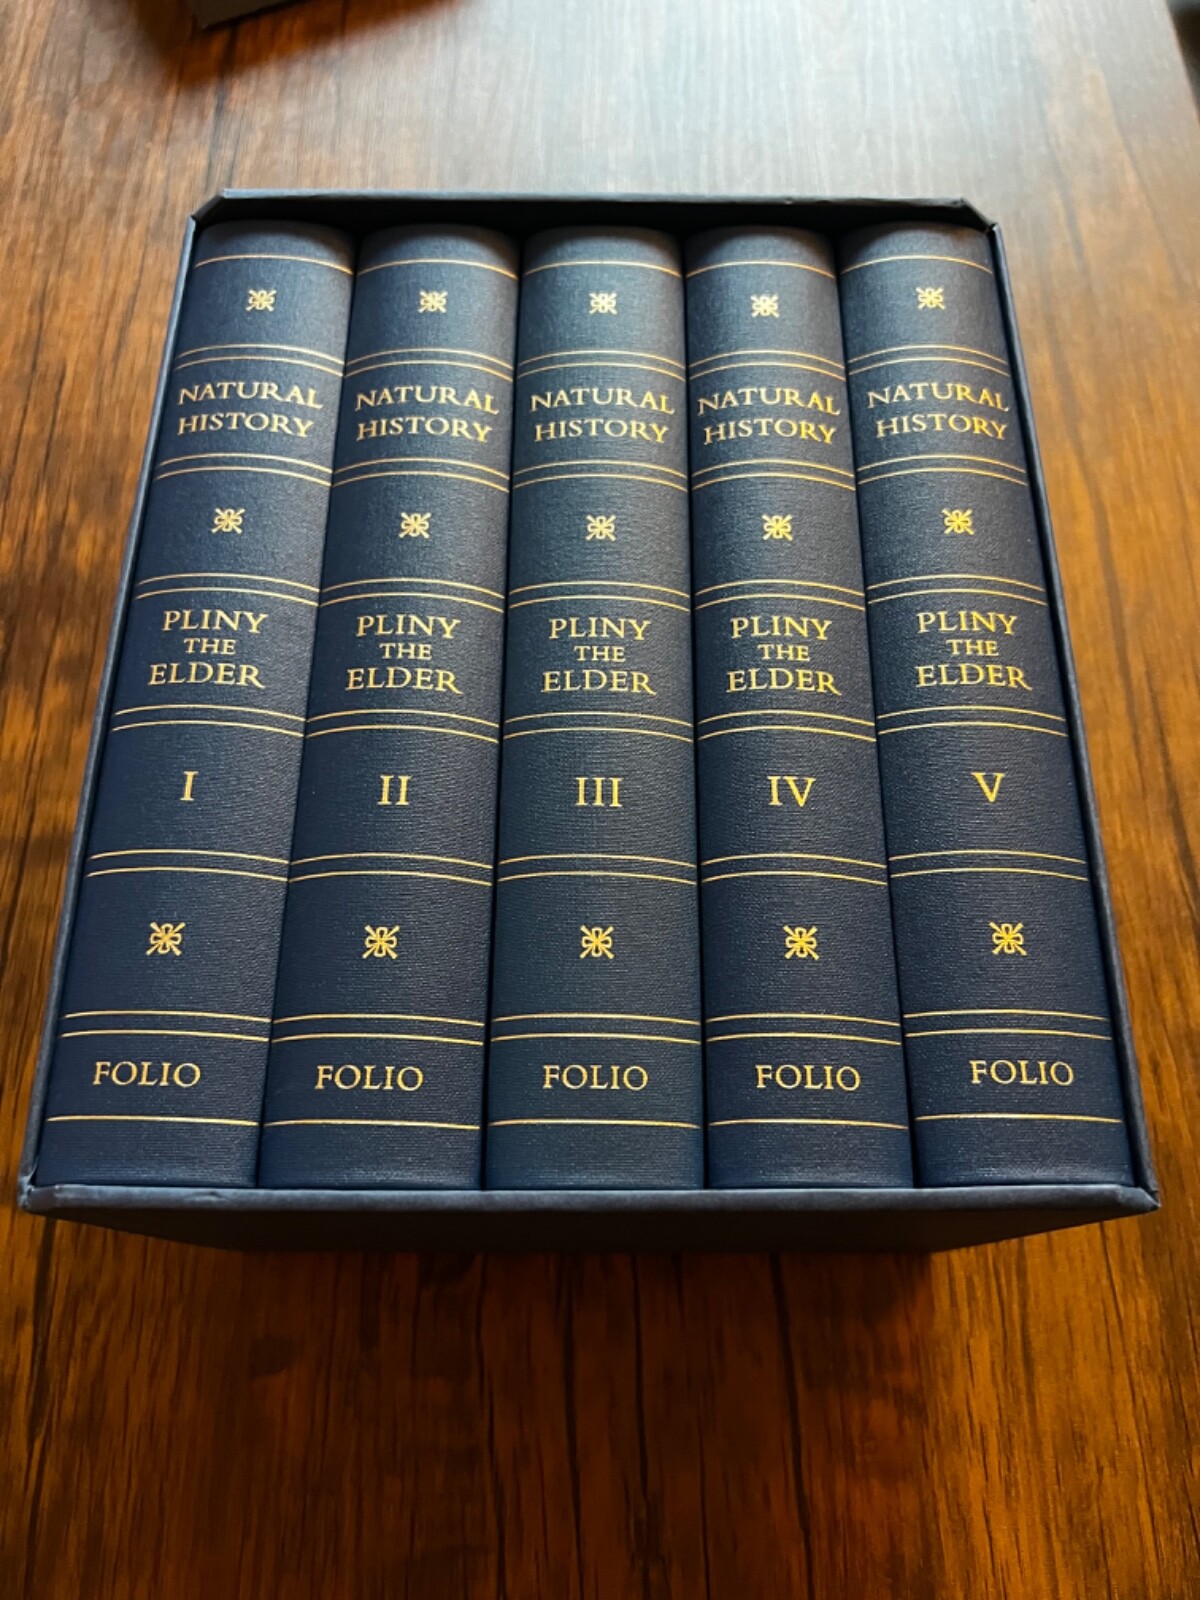 NATURAL
HISTORY
PLINY
THE
ELDER
I
FOLIO
NATURAL
HISTORY
PLINY
THE
ELDER
II
FOLIO
NATURAL
HISTORY
PLINY
THE
ELDER
III
FOLIO
NATURAL
HISTORY
PLINY
THE
ELDER
IV
FOLIO
NATURAL
HISTORY
PLINY
THE
ELDER
V
FOLIO